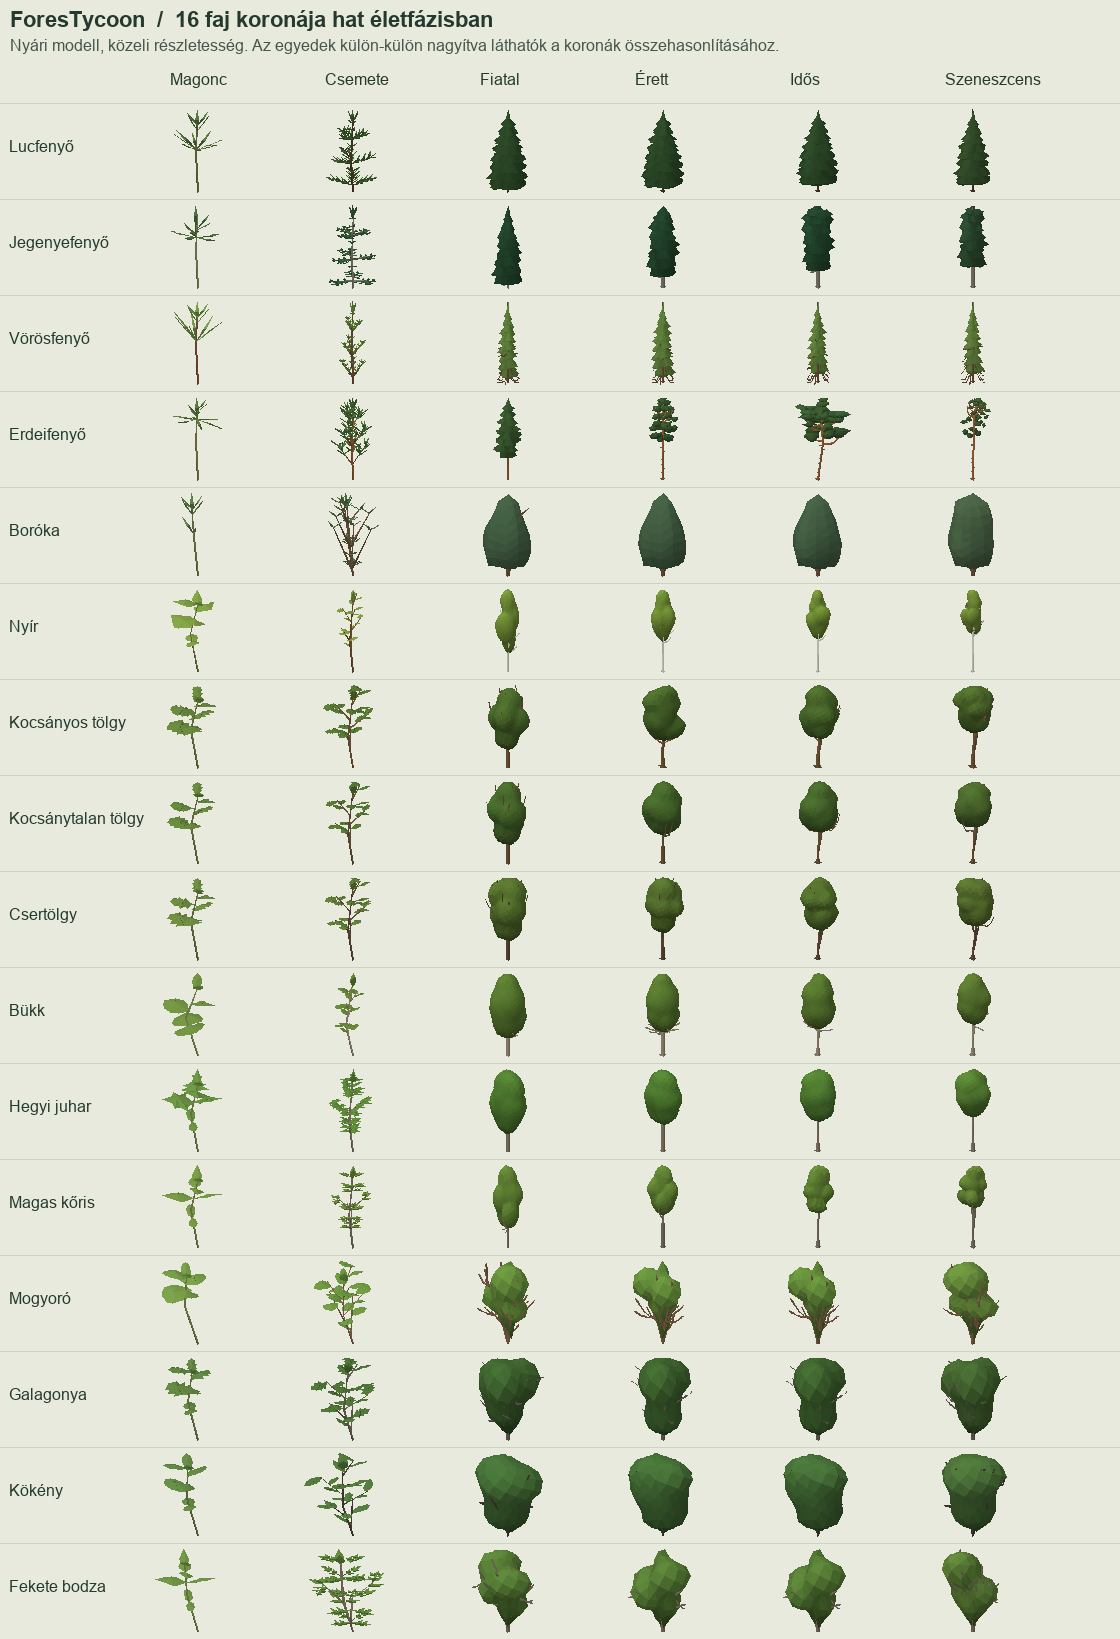 ForesTycoon / 16 faj koronája hat életfázisban
Nyári modell, közeli részletesség. Az egyedek külön-külön nagyítva láthatók a koronák összehasonlításához.
Magonc Csemete Fiatal Érett Idős Szeneszcens
Lucfenyő
Jegenyefenyő
Vörösfenyő
Erdeifenyő
Boróka
Nyír
Kocsányos tölgy
Kocsánytalan tölgy
Csertölgy
Bükk
Hegyi juhar
Magas kőris
Mogyoró
Galagonya
Kökény
Fekete bodza